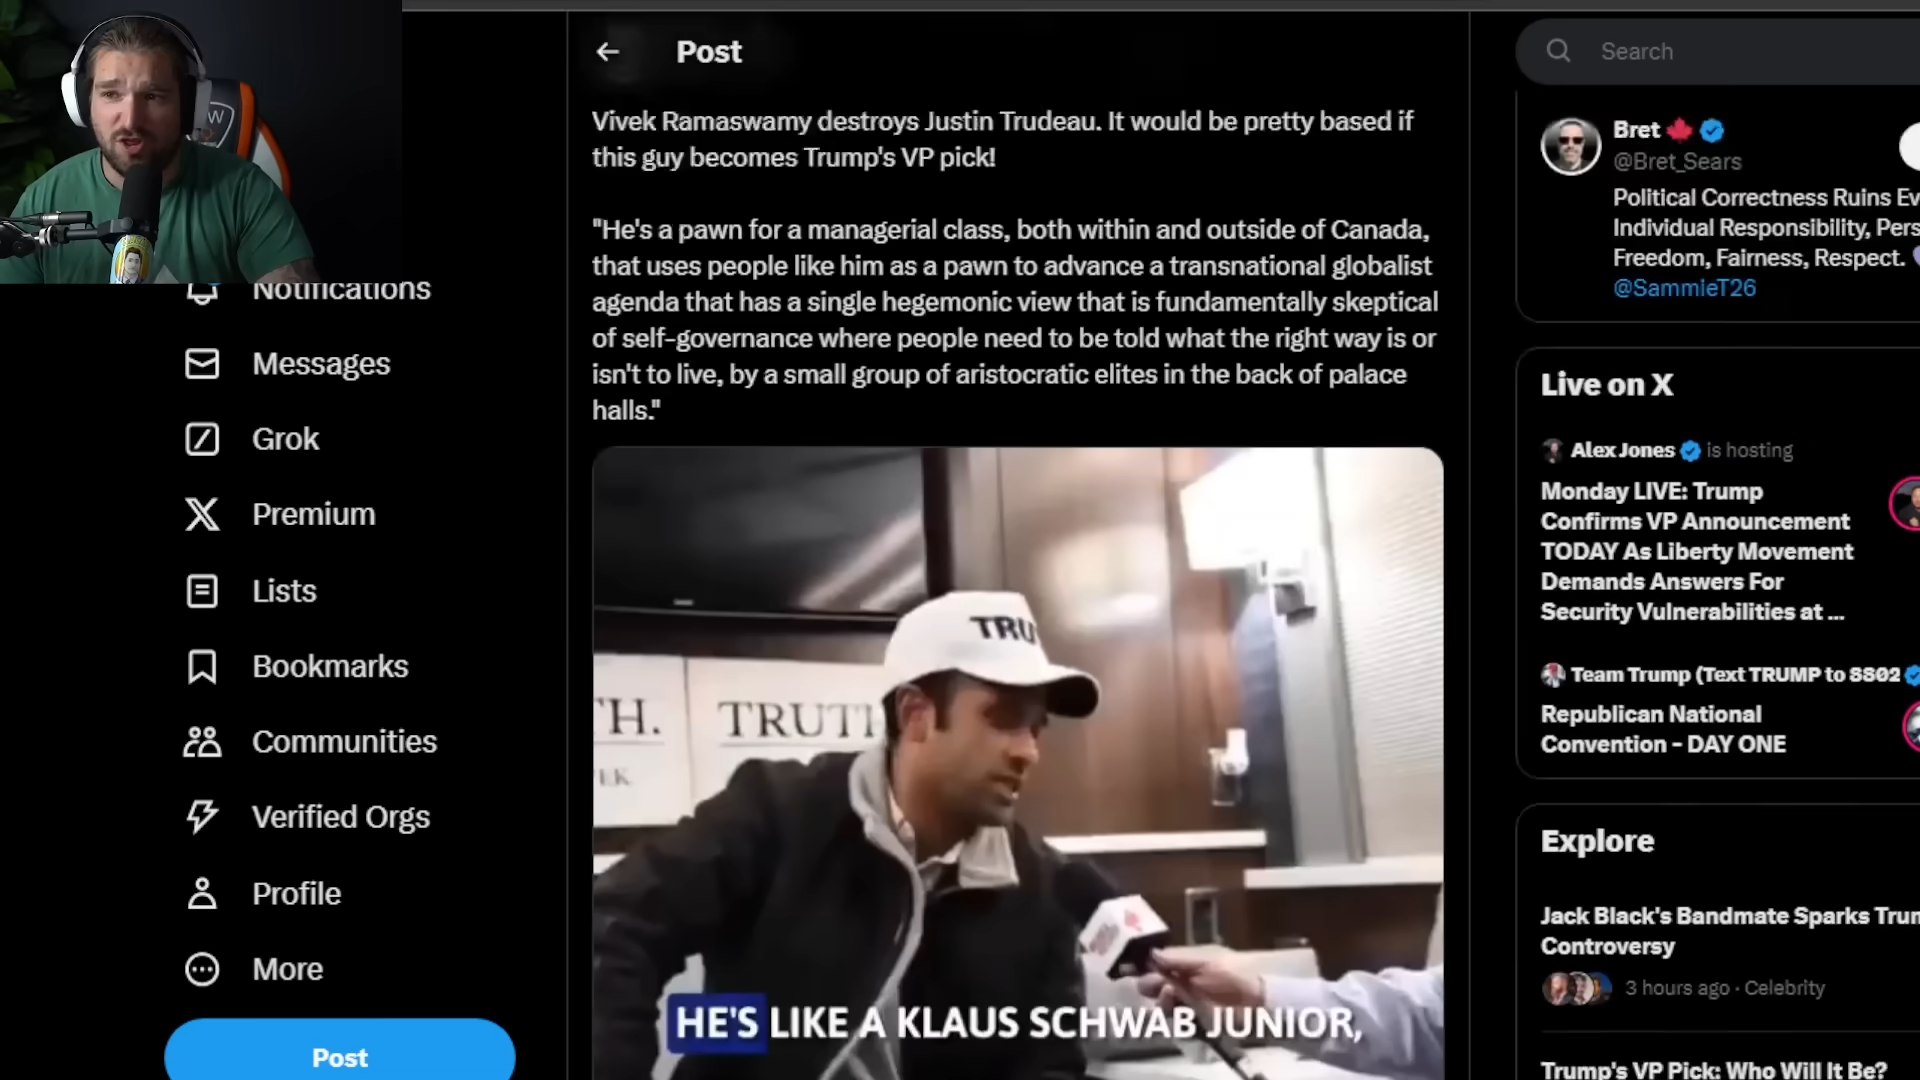 Post
Vivek Ramaswamy destroys Justin Trudeau. It would be pretty based if
this guy becomes Trump's VP pick!
"He's a pawn for a managerial class, both within and outside of Canada,
that uses people like him as a pawn to advance a transnational globalist
agenda that has a single hegemonic view that is fundamentally skeptical
of self-governance where people need to be told what the right way is or
isn't to live, by a small group of aristocratic elites in the back of palace
halls."
TRU
TH.
TRUTH
EK
HE'S LIKE A KLAUS SCHWAB JUNIOR,
W
Notifications
Messages
Grok
Premium
Lists
Bookmarks
Communities
Verified Orgs
Profile
More
Post
Search
Bret
@Bret_Sears
Political Correctness Ruins Ev
Individual Responsibility, Pers
Freedom, Fairness, Respect.
@SammieT26
Live on X
Alex Jones is hosting
Monday LIVE: Trump
Confirms VP Announcement
TODAY As Liberty Movement
Demands Answers For
Security Vulnerabilities at ...
Team Trump (Text TRUMP to 8802
Republican National
Convention - DAY ONE
Explore
Jack Black's Bandmate Sparks Trum
Controversy
3 hours ago · Celebrity
Trump's VP Pick: Who Will It Be?